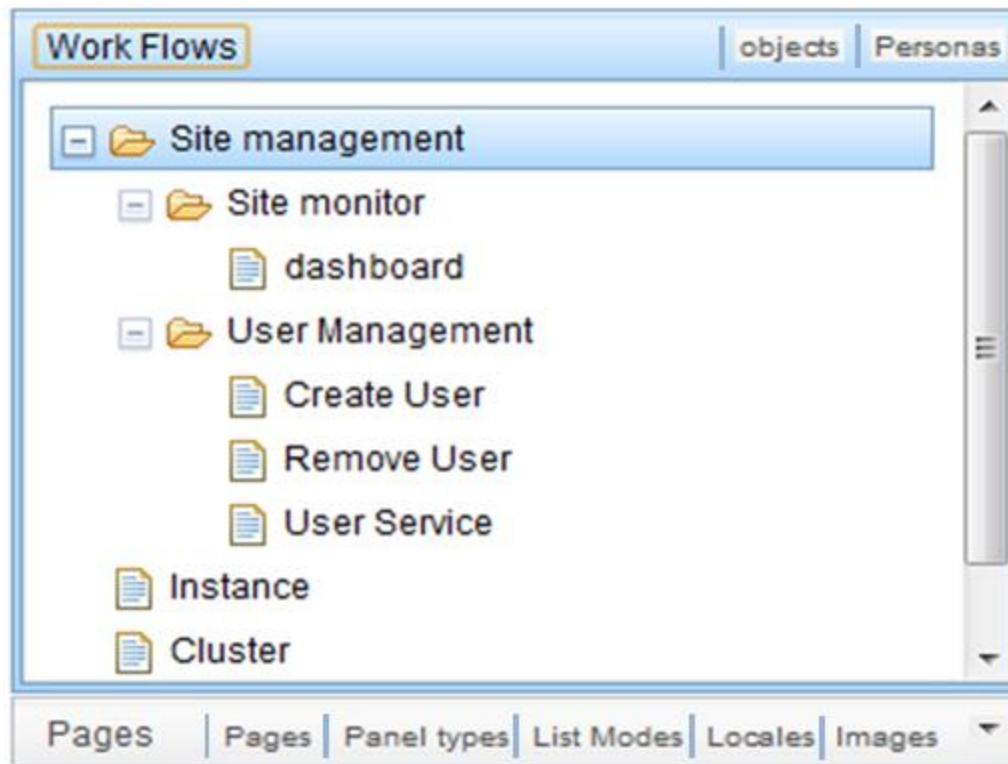 Work Flows objects Personas
Site management
Site monitor
dashboard
User Management
Create User
Remove User
User Service
Instance
Cluster
Pages Pages Panel types List Modes Locales Images